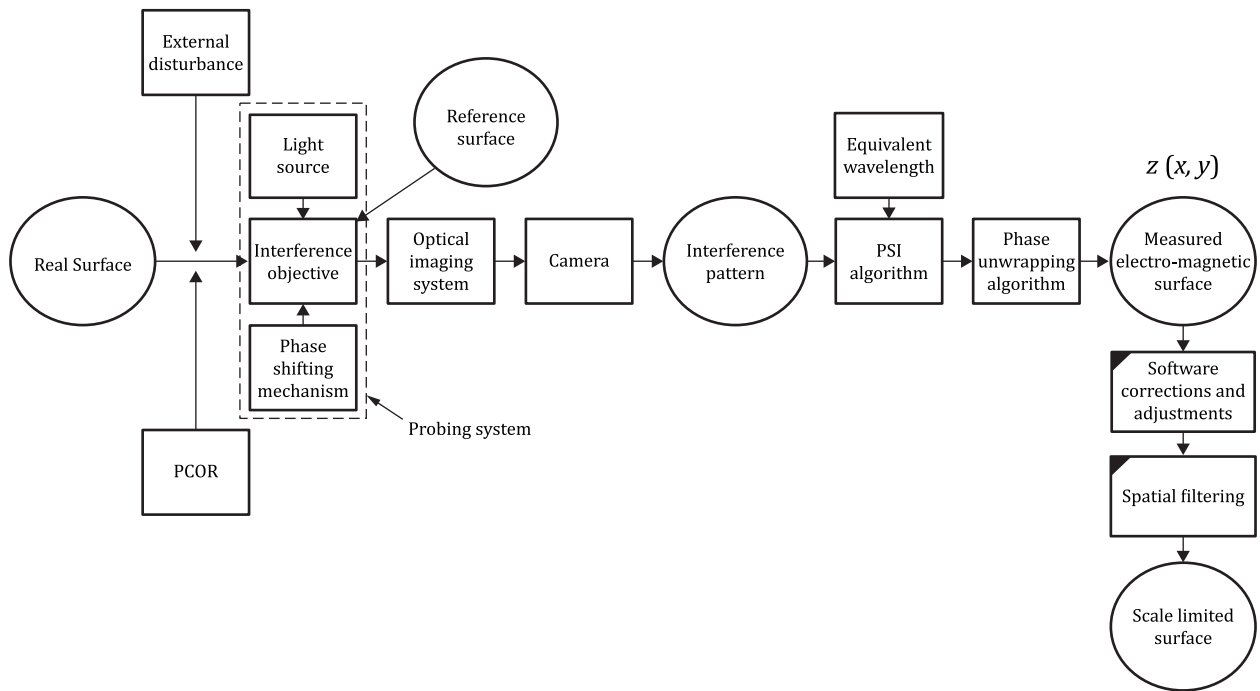 External
disturbance
Light
source
Reference
surface
Equivalent
wavelength
z (x, y)
Real Surface
Interference
objective
Optical
imaging
system
Camera
Interference
pattern
PSI
algorithm
Phase
unwrapping
algorithm
Measured
electro-magnetic
surface
Phase
shifting
mechanism
Probing system
Software
corrections and
adjustments
PCOR
Spatial filtering
Scale limited
surface